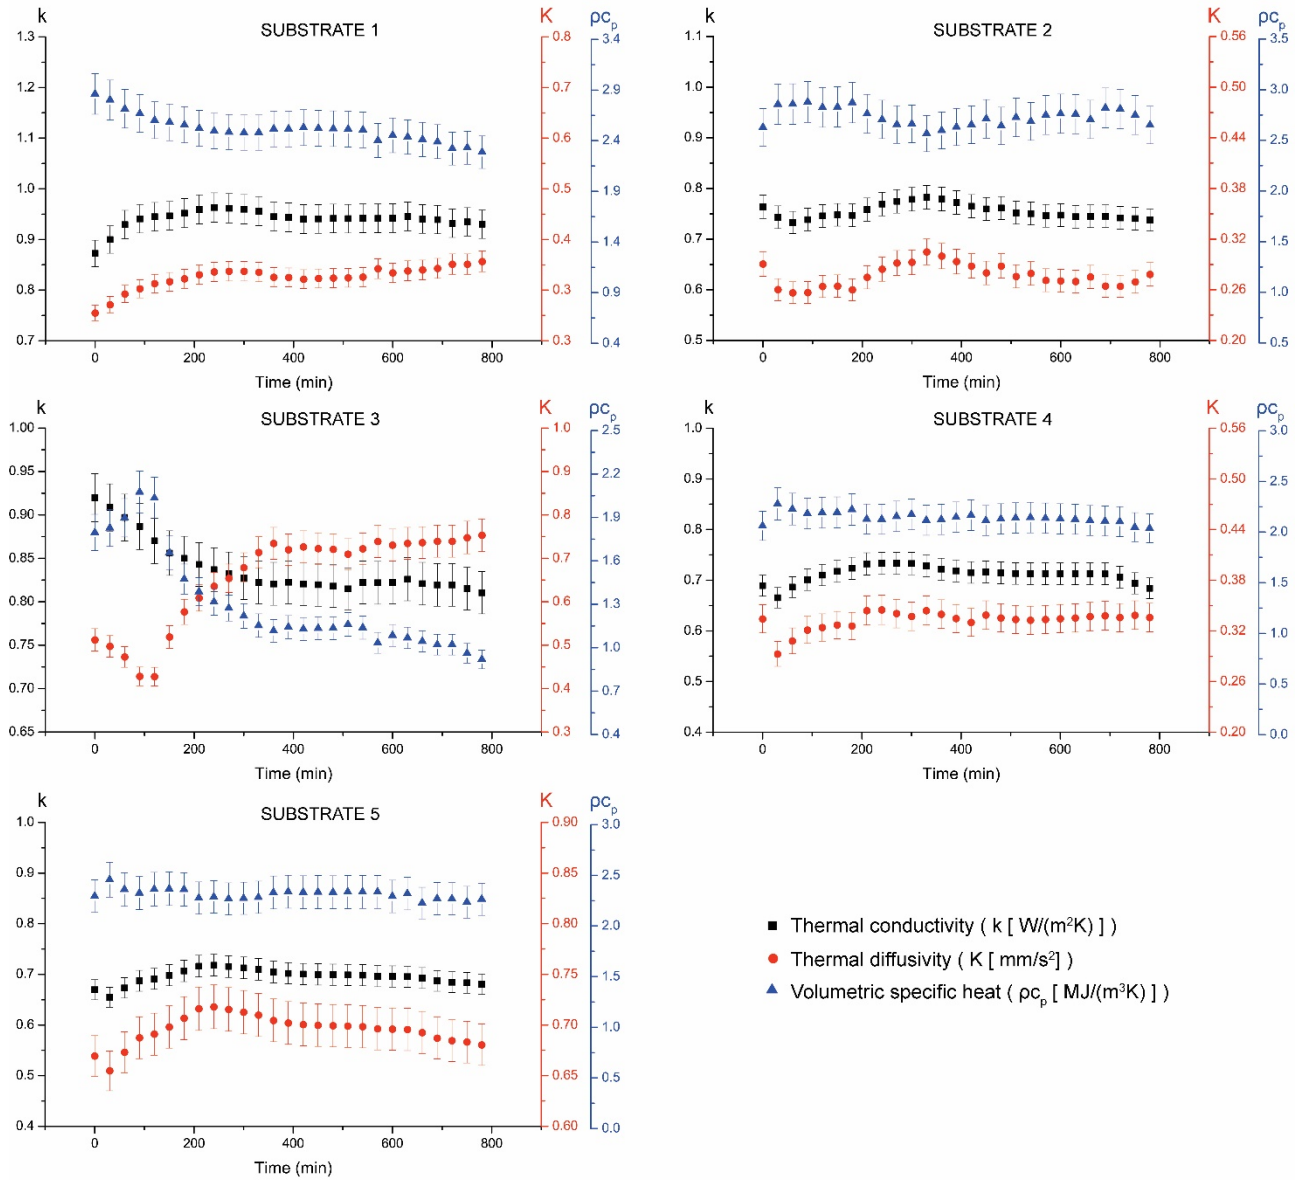 k SUBSTRATE 1 K ρcp
1.3 0.8 3.4
1.2 0.7 2.9
1.1 0.6 2.4
1.0 0.5 1.9
0.9 0.4 1.4
0.8 0.3 0.9
0.7 0.3 0.4
0 200 400 600 800
Time (min)
k SUBSTRATE 2 K ρcp
1.1 0.56 3.5
1.0 0.50 3.0
0.9 0.44 2.5
0.8 0.38 2.0
0.7 0.32 1.5
0.6 0.26 1.0
0.5 0.20 0.5
0 200 400 600 800
Time (min)
k SUBSTRATE 3 K ρcp
1.00 1.0 2.5
0.95 0.9 2.2
0.90 0.8 1.9
0.85 0.7 1.6
0.80 0.6 1.3
0.75 0.5 1.0
0.70 0.4 0.7
0.65 0.3 0.4
0 200 400 600 800
Time (min)
k SUBSTRATE 4 K ρcp
1.0 0.56 3.0
0.9 0.50 2.5
0.8 0.44 2.0
0.7 0.38 1.5
0.6 0.32 1.0
0.5 0.26 0.5
0.4 0.20 0.0
0 200 400 600 800
Time (min)
k SUBSTRATE 5 K ρcp
1.0 0.90 3.0
0.9 0.85 2.5
0.8 0.80 2.0
0.7 0.75 1.5
0.6 0.70 1.0
0.5 0.65 0.5
0.4 0.60 0.0
0 200 400 600 800
Time (min)
Thermal conductivity ( k [ W/(m²K) ] )
Thermal diffusivity ( K [ mm/s²] )
Volumetric specific heat ( ρcp [ MJ/(m³K) ] )